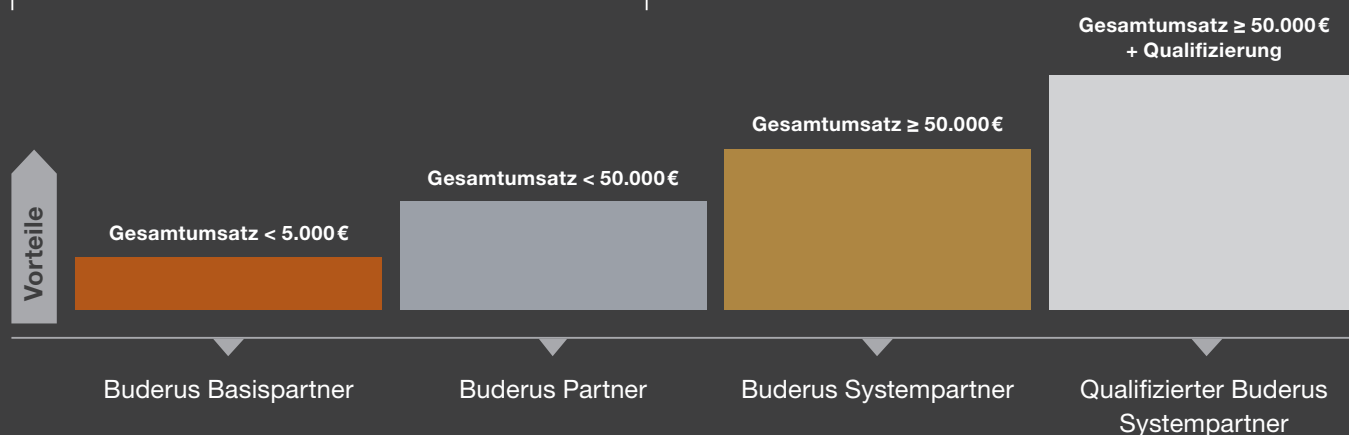 Gesamtumsatz ≥ 50.000 €
+ Qualifizierung
Gesamtumsatz ≥ 50.000 €
Gesamtumsatz < 50.000 €
Gesamtumsatz < 5.000 €
Vorteile
Buderus Basispartner
Buderus Partner
Buderus Systempartner
Qualifizierter Buderus
Systempartner